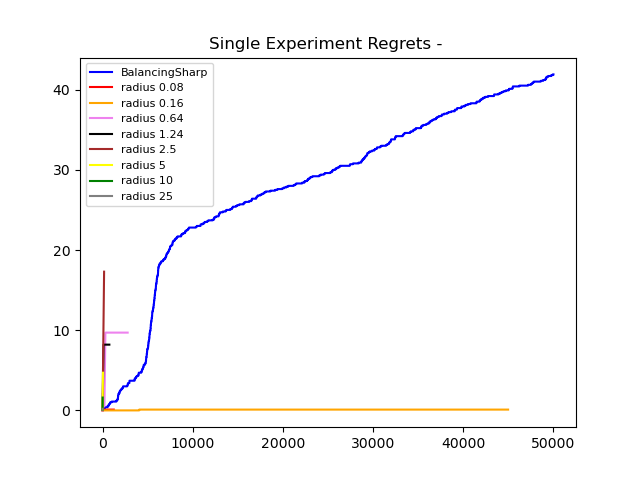 Single Experiment Regrets -
BalancingSharp
radius 0.08
radius 0.16
radius 0.64
radius 1.24
radius 2.5
radius 5
radius 10
radius 25
40
30
20
10
0
0 10000 20000 30000 40000 50000